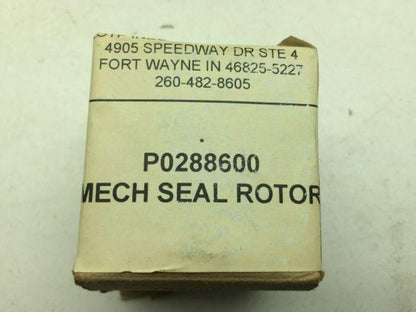 4905 SPEEDWAY DR STE 4
FORT WAYNE IN 46825-5227
260-482-8605
P0288600
MECH SEAL ROTOR